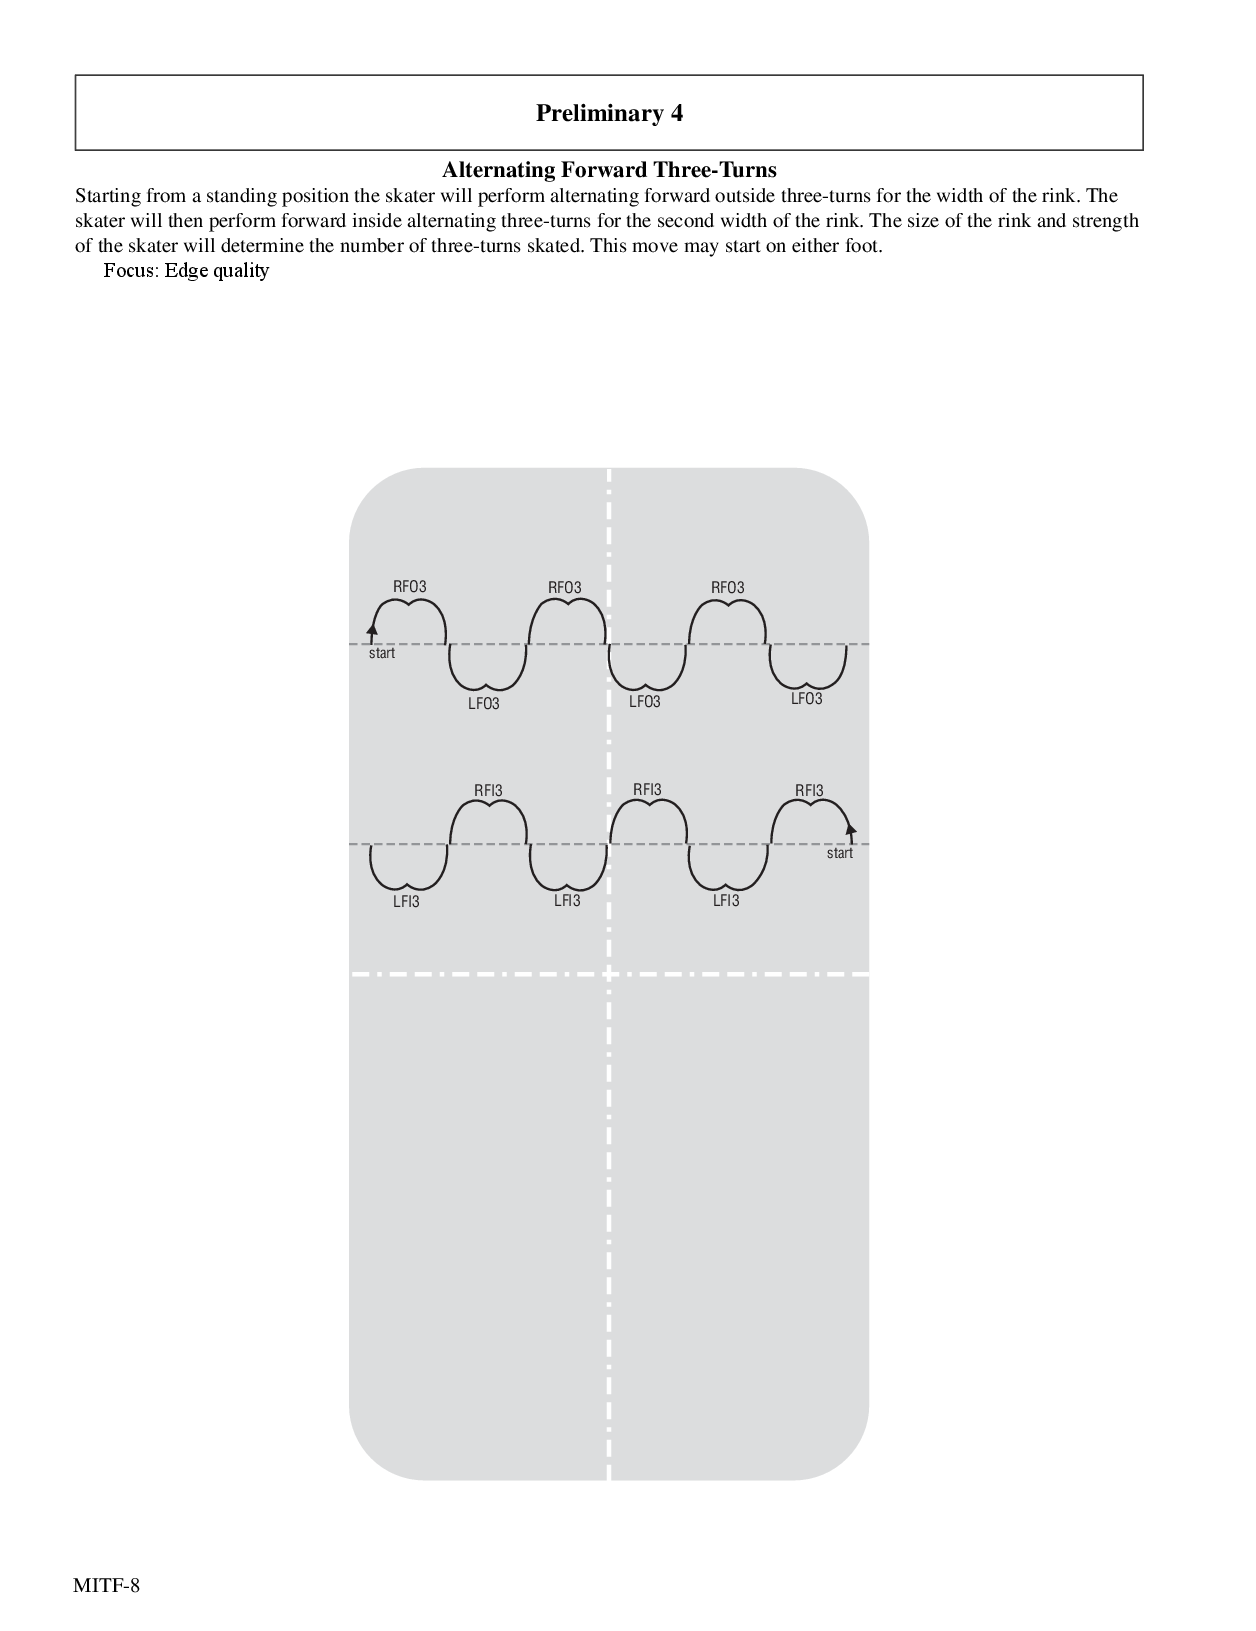 Preliminary 4
Alternating Forward Three-Turns
Starting from a standing position the skater will perform alternating forward outside three-turns for the width of the rink. The
skater will then perform forward inside alternating three-turns for the second width of the rink. The size of the rink and strength
of the skater will determine the number of three-turns skated. This move may start on either foot.
Focus: Edge quality
RFO3 RFO3 RFO3
start
LFO3 LFO3 LFO3
RFI3 RFI3 RFI3
start
LFI3 LFI3 LFI3
MITF-8